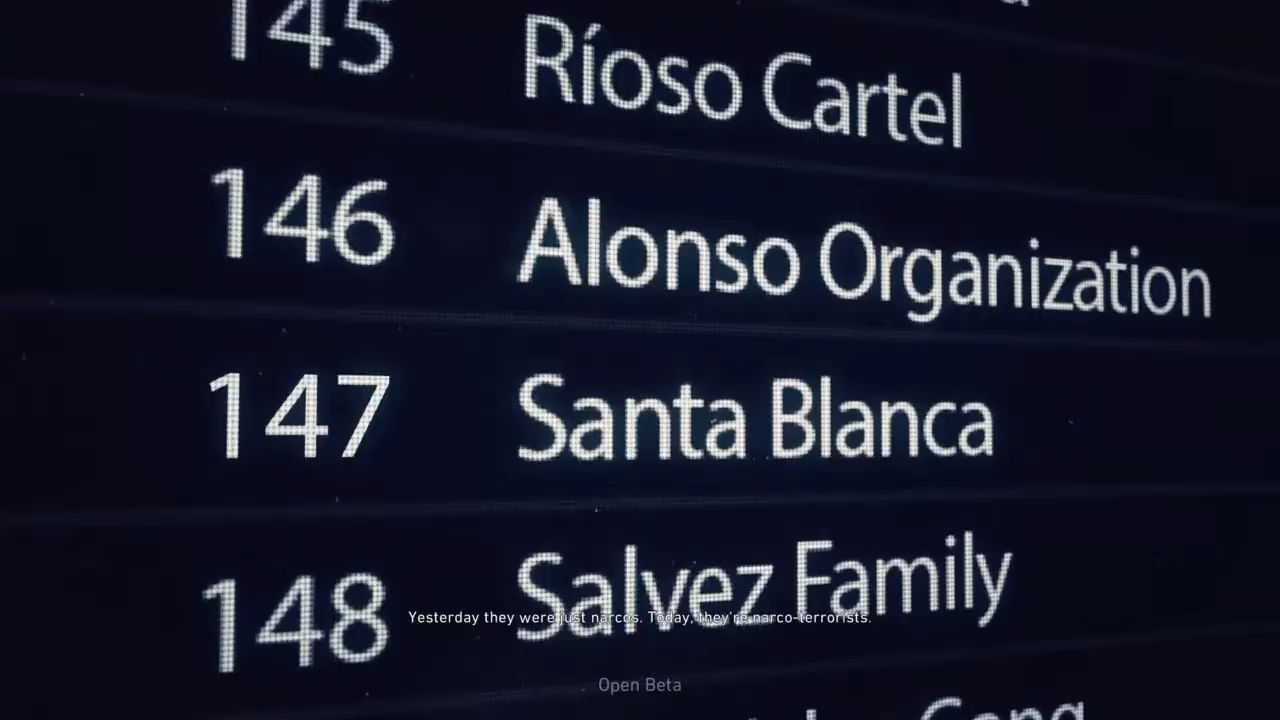 145 Ríoso Cartel
146 Alonso Organization
147 Santa Blanca
148 Salvez Family
Yesterday they were just narcos. Today, they're narco-terrorists.
Open Beta